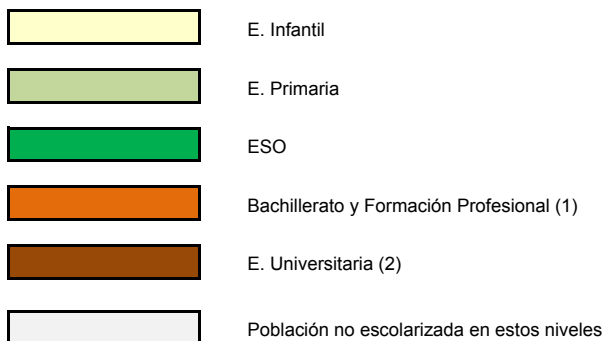 E. Infantil
E. Primaria
ESO
Bachillerato y Formación Profesional (1)
E. Universitaria (2)
Población no escolarizada en estos niveles